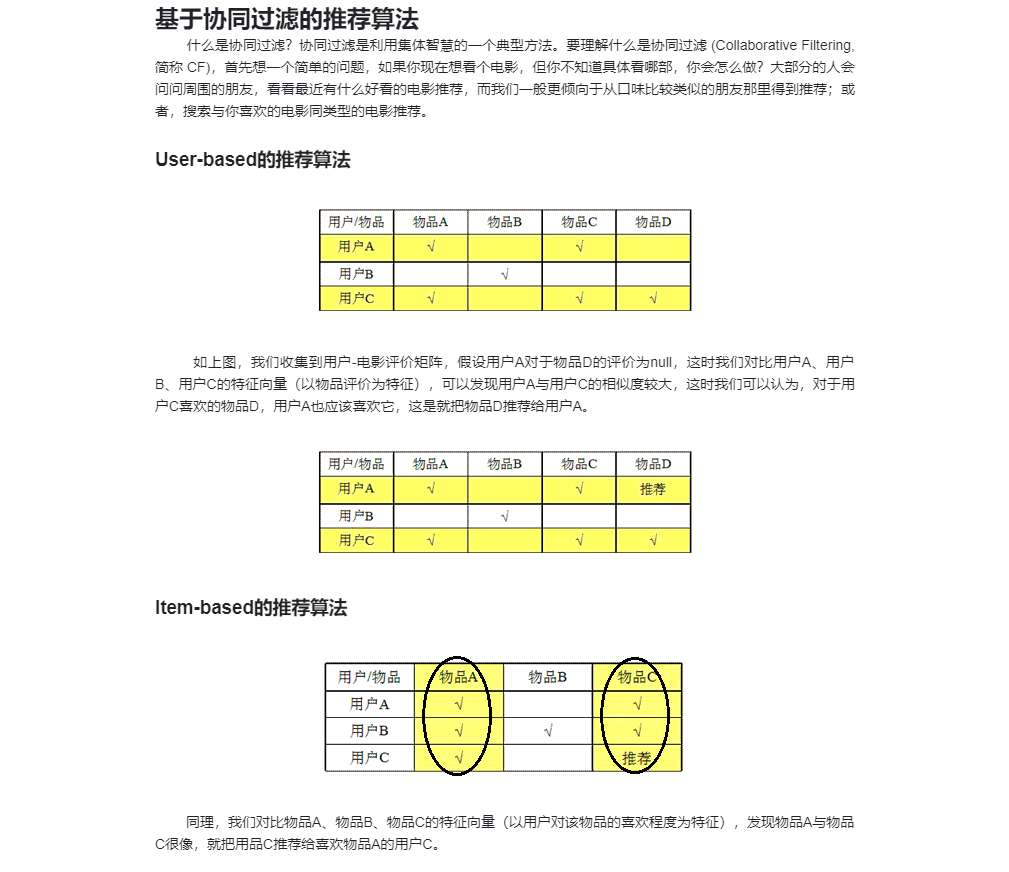 基于协同过滤的推荐算法
什么是协同过滤？协同过滤是利用集体智慧的一个典型方法。要理解什么是协同过滤 (Collaborative Filtering,
简称 CF)，首先想一个简单的问题，如果你现在想看个电影，但你不知道具体看哪部，你会怎么做？大部分的人会
问问周围的朋友，看看最近有什么好看的电影推荐，而我们一般更倾向于从口味比较类似的朋友那里得到推荐；或
者，搜索与你喜欢的电影同类型的电影推荐。
User-based的推荐算法
用户/物品 物品A 物品B 物品C 物品D
用户A √ √
用户B √
用户C √ √ √
如上图，我们收集到用户-电影评价矩阵，假设用户A对于物品D的评价为null，这时我们对比用户A、用户
B、用户C的特征向量（以物品评价为特征），可以发现用户A与用户C的相似度较大，这时我们可以认为，对于用
户C喜欢的物品D，用户A也应该喜欢它，这是就把物品D推荐给用户A。
用户/物品 物品A 物品B 物品C 物品D
用户A √ √ 推荐
用户B √
用户C √ √ √
Item-based的推荐算法
用户/物品 物品A 物品B 物品C
用户A √ √
用户B √ √ √
用户C √ 推荐
同理，我们对比物品A、物品B、物品C的特征向量（以用户对该物品的喜欢程度为特征），发现物品A与物品
C很像，就把用品C推荐给喜欢物品A的用户C。